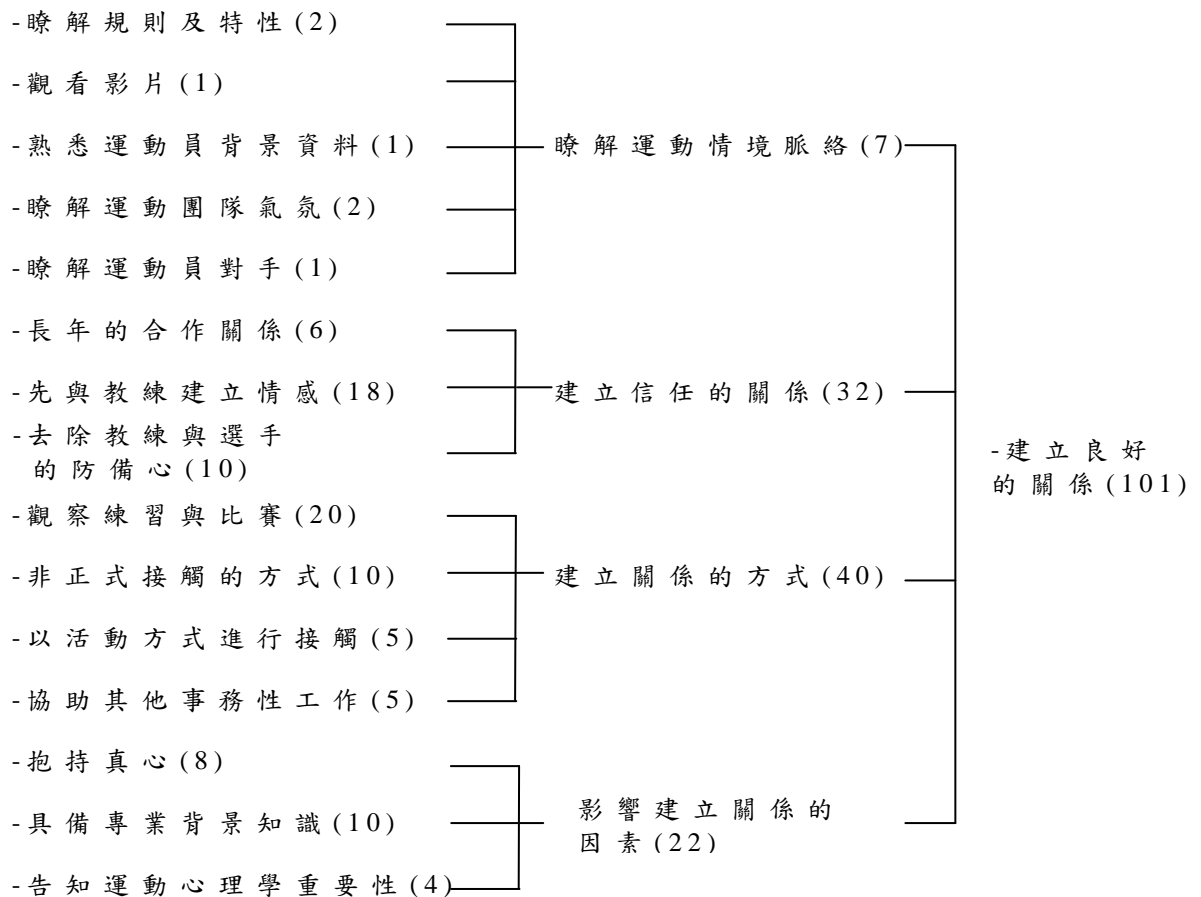 -瞭解規則及特性(2)
-觀看影片(1)
-熟悉運動員背景資料(1)
瞭解運動情境脈絡(7)
-瞭解運動團隊氣氛(2)
-瞭解運動員對手(1)
-長年的合作關係(6)
-先與教練建立情感(18)
建立信任的關係(32)
-去除教練與選手
的防備心(10)
-建立良好
的關係(101)
-觀察練習與比賽(20)
-非正式接觸的方式(10)
建立關係的方式(40)
-以活動方式進行接觸(5)
-協助其他事務性工作(5)
-抱持真心(8)
-具備專業背景知識(10)
影響建立關係的
因素(22)
-告知運動心理學重要性(4)